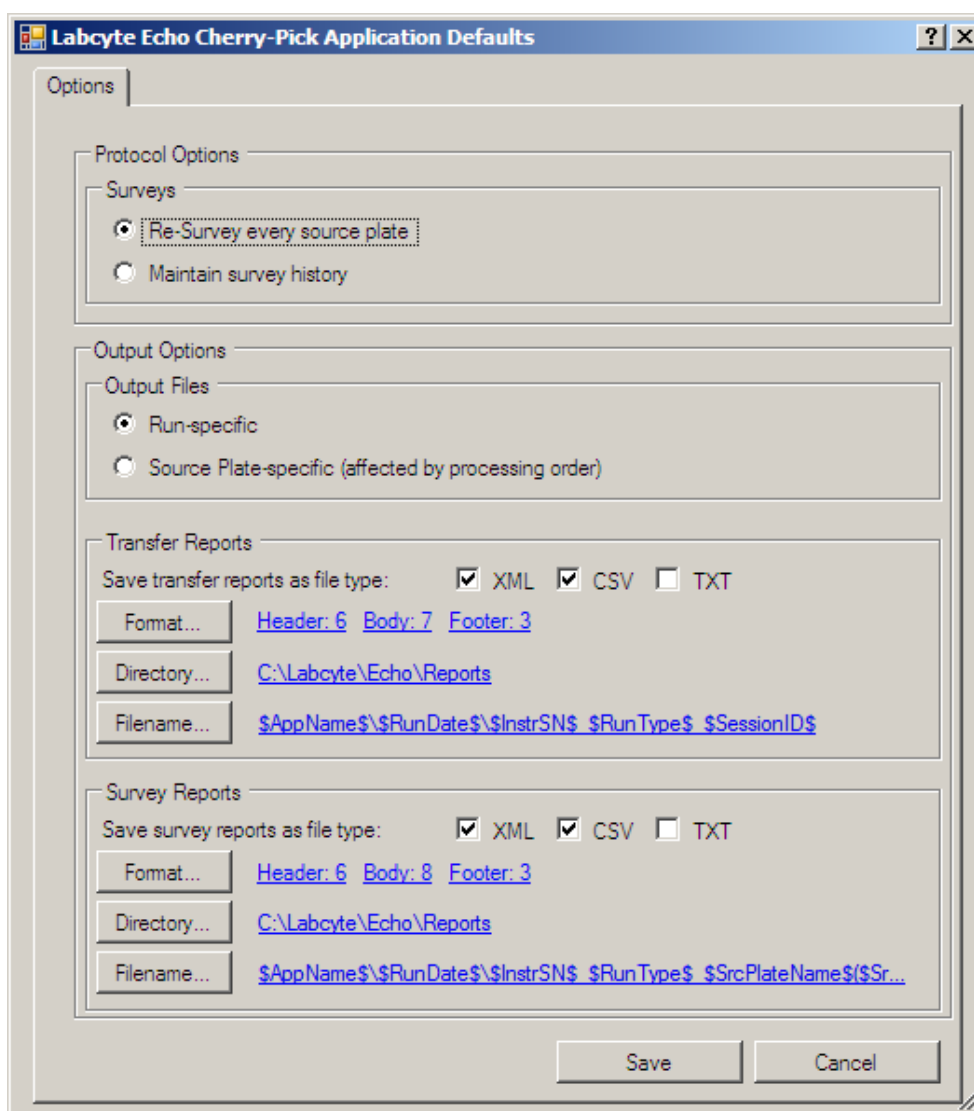 Labcyte Echo Cherry-Pick Application Defaults
Options
Protocol Options
Surveys
Re-Survey every source plate
Maintain survey history
Output Options
Output Files
Run-specific
Source Plate-specific (affected by processing order)
Transfer Reports
Save transfer reports as file type: XML CSV TXT
Format... Header: 6 Body: 7 Footer: 3
Directory... C:\Labcyte\Echo\Reports
Filename... $AppName$\$RunDate$\$InstrSN$_$RunType$_$SessionID$
Survey Reports
Save survey reports as file type: XML CSV TXT
Format... Header: 6 Body: 8 Footer: 3
Directory... C:\Labcyte\Echo\Reports
Filename... $AppName$\$RunDate$\$InstrSN$_$RunType$_$SrcPlateName$($Sr...
Save Cancel